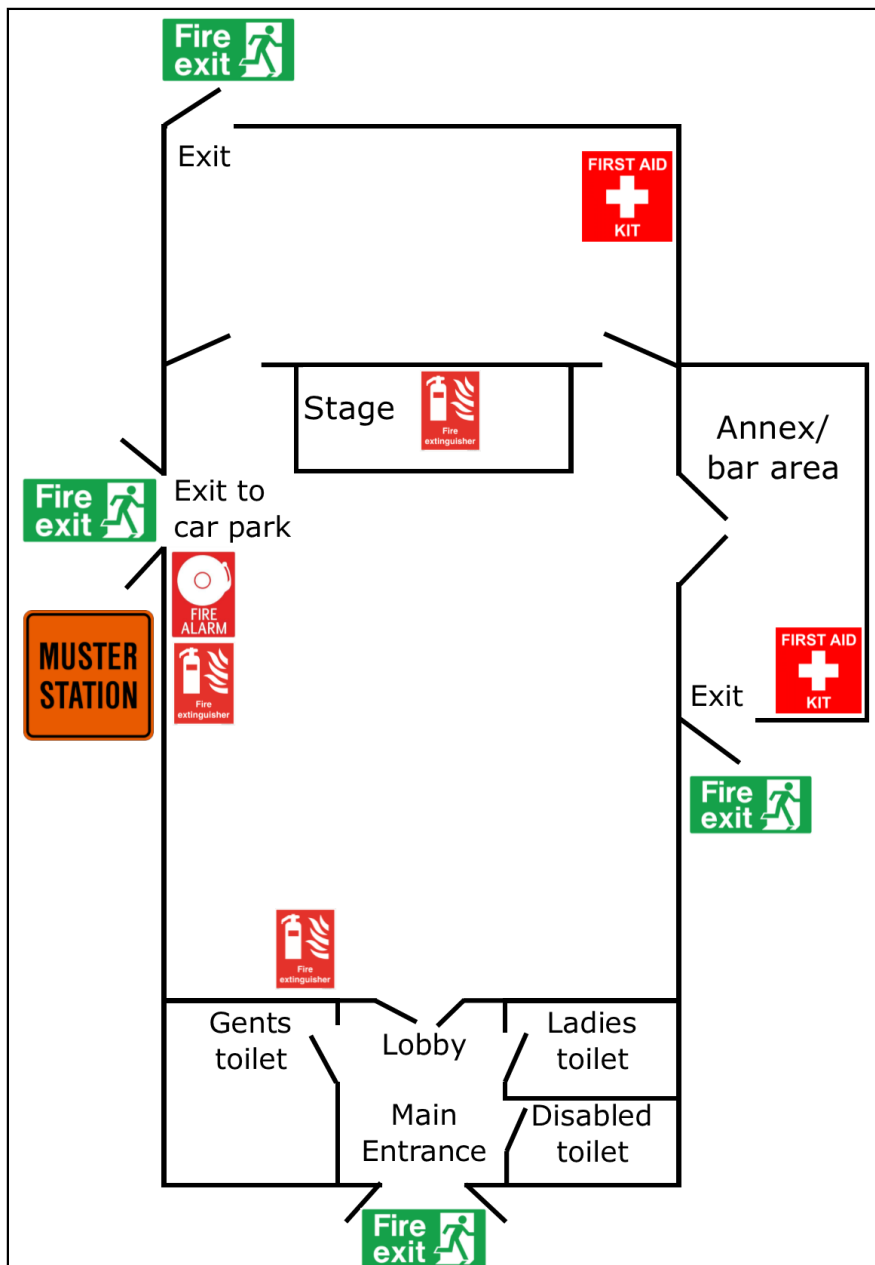 Fire
exit
Exit
FIRST AID
KIT
Stage
Fire
extinguisher
Annex/
bar area
Fire
exit
Exit to
car park
FIRE
ALARM
MUSTER
STATION
Fire
extinguisher
FIRST AID
KIT
Exit
Fire
exit
Fire
extinguisher
Gents
toilet
Lobby
Ladies
toilet
Main
Entrance
Disabled
toilet
Fire
exit